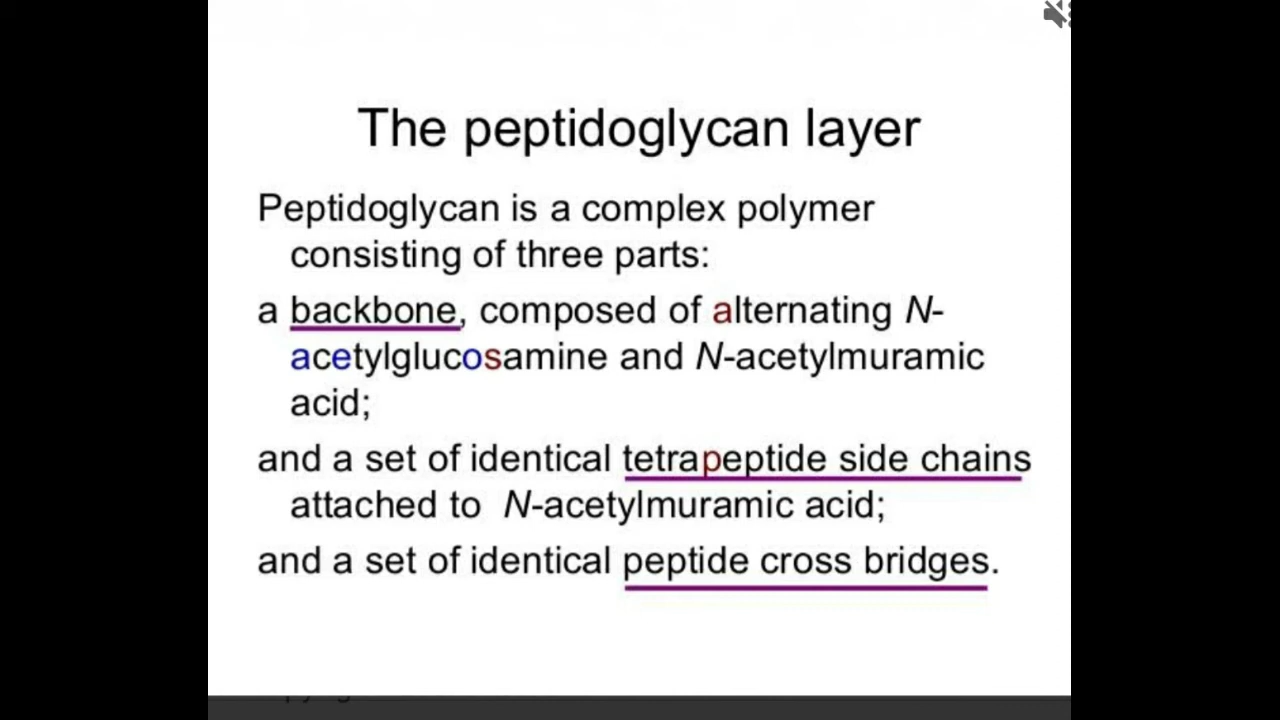 The peptidoglycan layer
Peptidoglycan is a complex polymer
consisting of three parts:
a backbone, composed of alternating N-
acetylglucosamine and N-acetylmuramic
acid;
and a set of identical tetrapeptide side chains
attached to N-acetylmuramic acid;
and a set of identical peptide cross bridges.